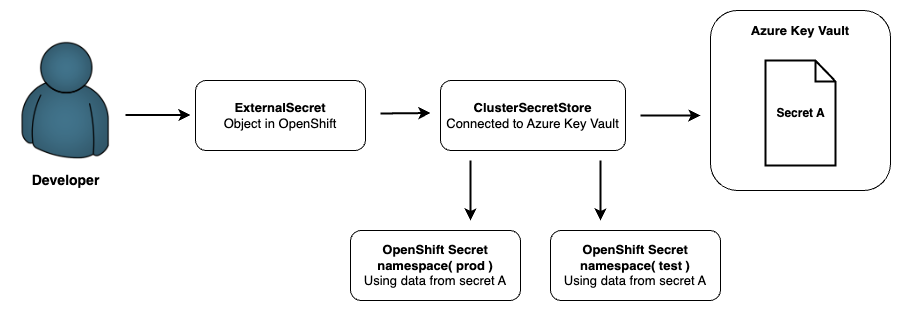 Developer
ExternalSecret
Object in OpenShift
ClusterSecretStore
Connected to Azure Key Vault
Azure Key Vault
Secret A
OpenShift Secret
namespace( prod )
Using data from secret A
OpenShift Secret
namespace( test )
Using data from secret A